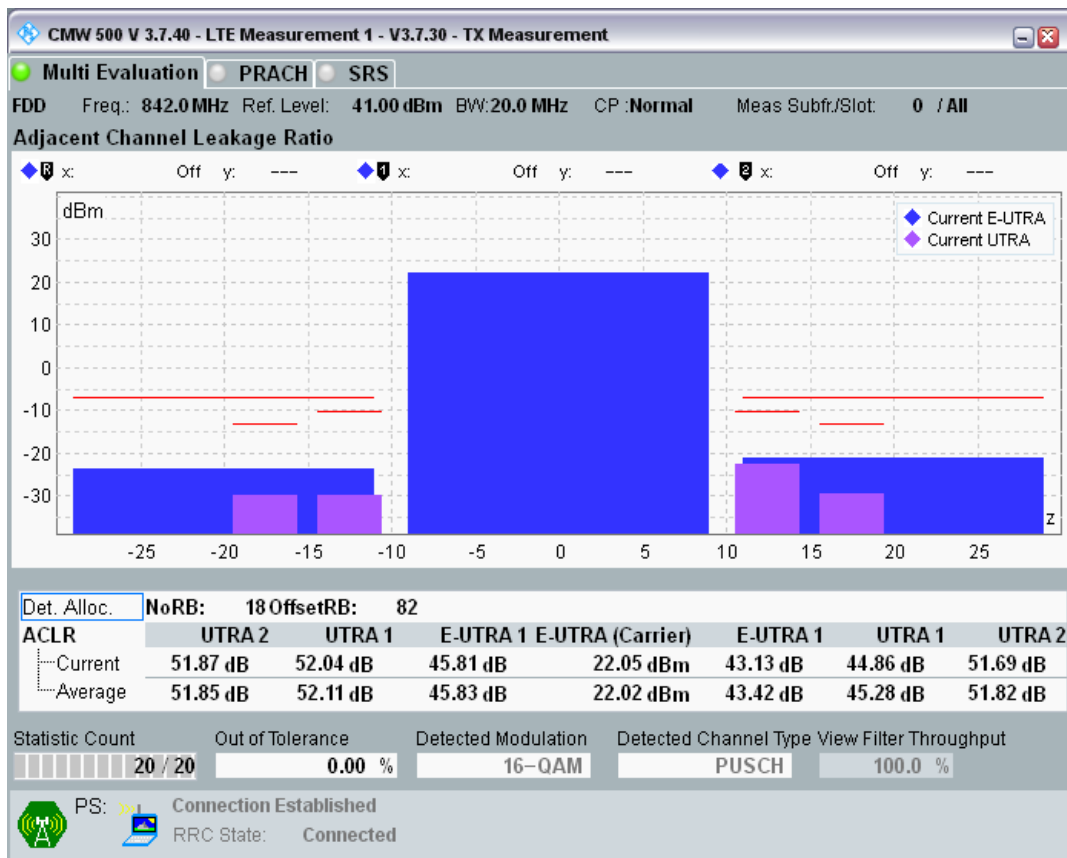 CMW 500 V 3.7.40 - LTE Measurement 1 - V3.7.30 - TX Measurement
Multi Evaluation PRACH SRS
FDD Freq.: 842.0 MHz Ref. Level: 41.00 dBm BW:20.0 MHz CP :Normal Meas Subfr./Slot: 0 / All
Adjacent Channel Leakage Ratio
R x: Off y: --- 1 x: Off y: --- 2 x: Off y: ---
dBm
Current E-UTRA
Current UTRA
30
20
10
0
-10
-20
-30
z
-25 -20 -15 -10 -5 0 5 10 15 20 25
Det. Alloc. NoRB: 18 OffsetRB: 82
ACLR UTRA 2 UTRA 1 E-UTRA 1 E-UTRA (Carrier) E-UTRA 1 UTRA 1 UTRA 2
Current 51.87 dB 52.04 dB 45.81 dB 22.05 dBm 43.13 dB 44.86 dB 51.69 dB
Average 51.85 dB 52.11 dB 45.83 dB 22.02 dBm 43.42 dB 45.28 dB 51.82 dB
Statistic Count Out of Tolerance Detected Modulation Detected Channel Type View Filter Throughput
20 / 20 0.00 % 16-QAM PUSCH 100.0 %
PS: Connection Established
RRC State: Connected